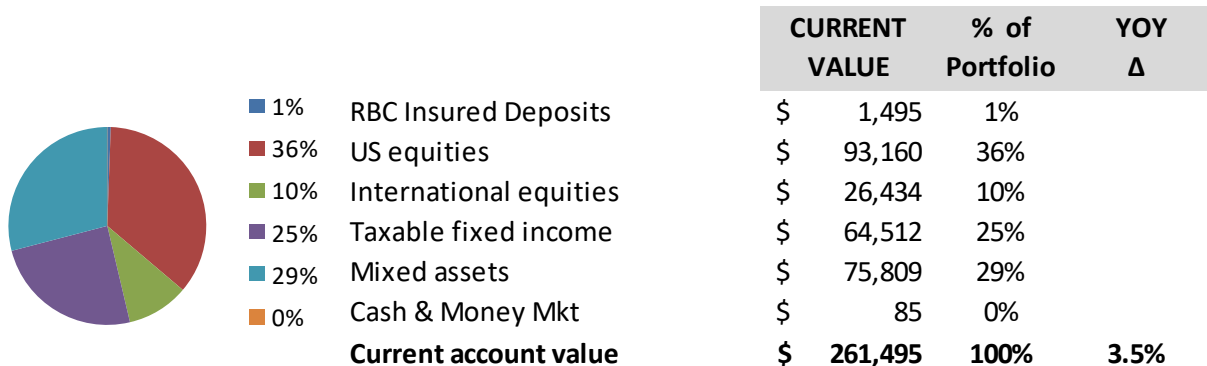 CURRENT % of YOY
VALUE Portfolio Δ
1% RBC Insured Deposits $ 1,495 1%
36% US equities $ 93,160 36%
10% International equities $ 26,434 10%
25% Taxable fixed income $ 64,512 25%
29% Mixed assets $ 75,809 29%
0% Cash & Money Mkt $ 85 0%
Current account value $ 261,495 100% 3.5%